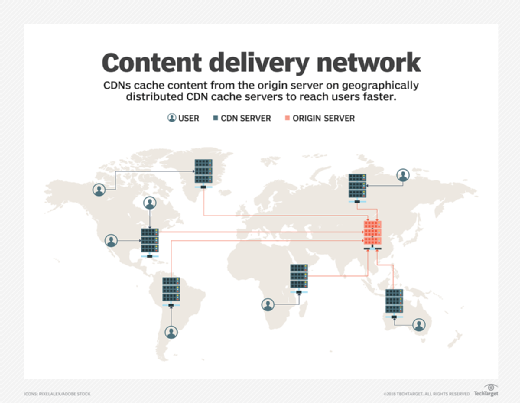 Content delivery network
CDNs cache content from the origin server on geographically
distributed CDN cache servers to reach users faster.
USER CDN SERVER ORIGIN SERVER
©2019 TECHTARGET. ALL RIGHTS RESERVED TechTarget